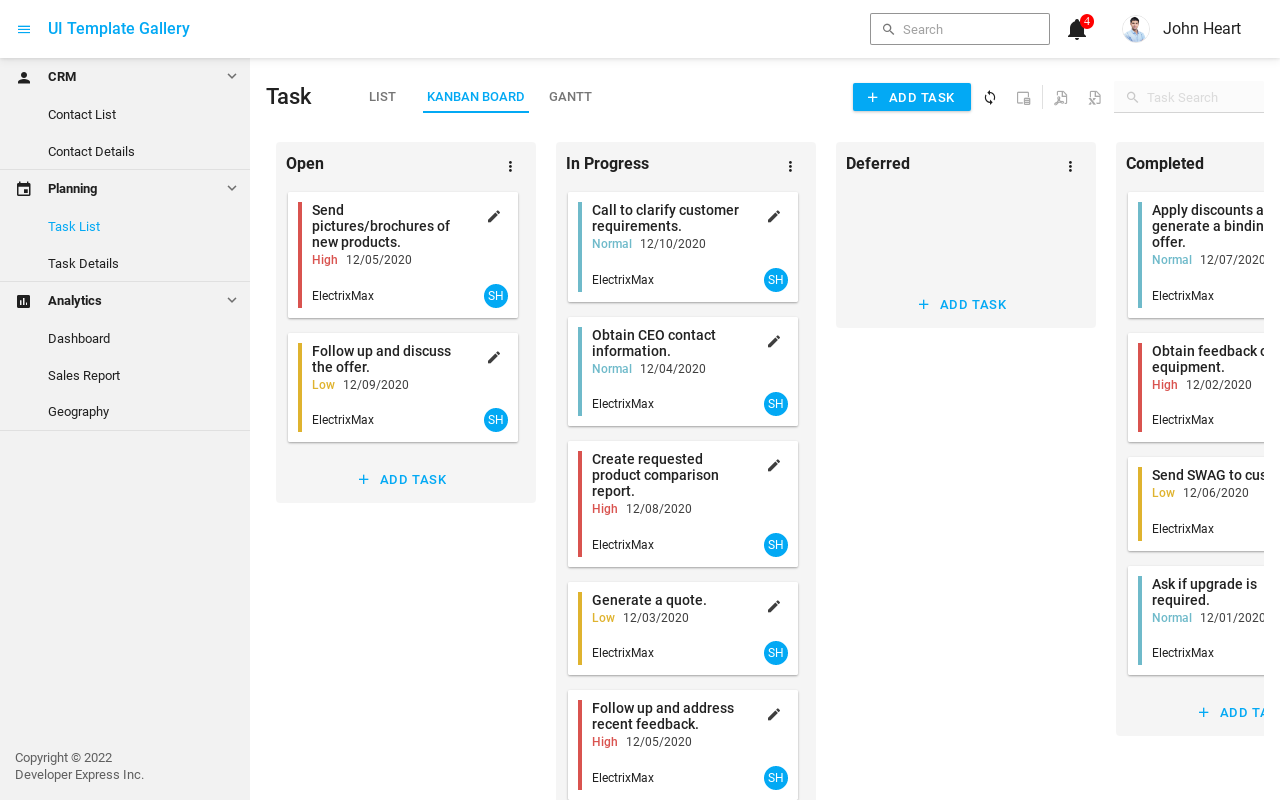 UI Template Gallery
Search
4
John Heart
CRM
Contact List
Contact Details
Planning
Task List
Task Details
Analytics
Dashboard
Sales Report
Geography
Copyright © 2022
Developer Express Inc.
Task
LIST
KANBAN BOARD
GANTT
ADD TASK
Task Search
Open
Send
pictures/brochures of
new products.
High 12/05/2020
ElectrixMax
SH
Follow up and discuss
the offer.
Low 12/09/2020
ElectrixMax
SH
ADD TASK
In Progress
Call to clarify customer
requirements.
Normal 12/10/2020
ElectrixMax
SH
Obtain CEO contact
information.
Normal 12/04/2020
ElectrixMax
SH
Create requested
product comparison
report.
High 12/08/2020
ElectrixMax
SH
Generate a quote.
Low 12/03/2020
ElectrixMax
SH
Follow up and address
recent feedback.
High 12/05/2020
ElectrixMax
SH
Deferred
ADD TASK
Completed
Apply discounts a
generate a bindin
offer.
Normal 12/07/2020
ElectrixMax
Obtain feedback
equipment.
High 12/02/2020
ElectrixMax
Send SWAG to cus
Low 12/06/2020
ElectrixMax
Ask if upgrade is
required.
Normal 12/01/2020
ElectrixMax
ADD TA